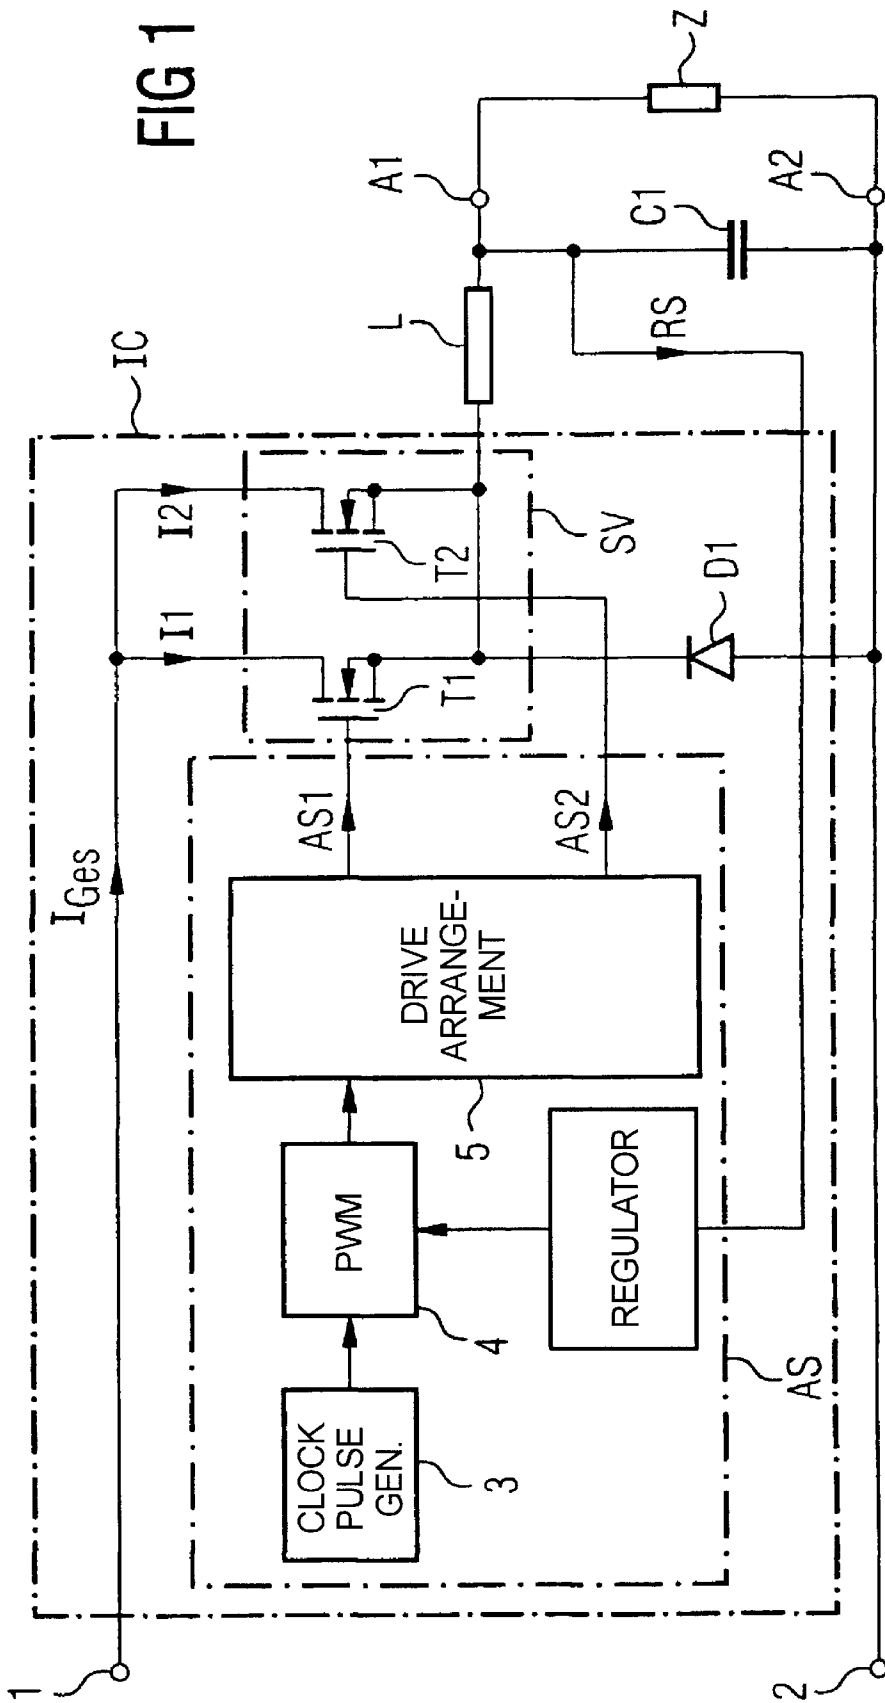 FIG 1
1
I_Ges
I1
I2
IC
CLOCK
PULSE
GEN.
3
PWM
4
DRIVE
ARRANGE-
MENT
5
AS1
AS2
REGULATOR
AS
T1
T2
SV
D1
L
RS
C1
A1
A2
Z
2